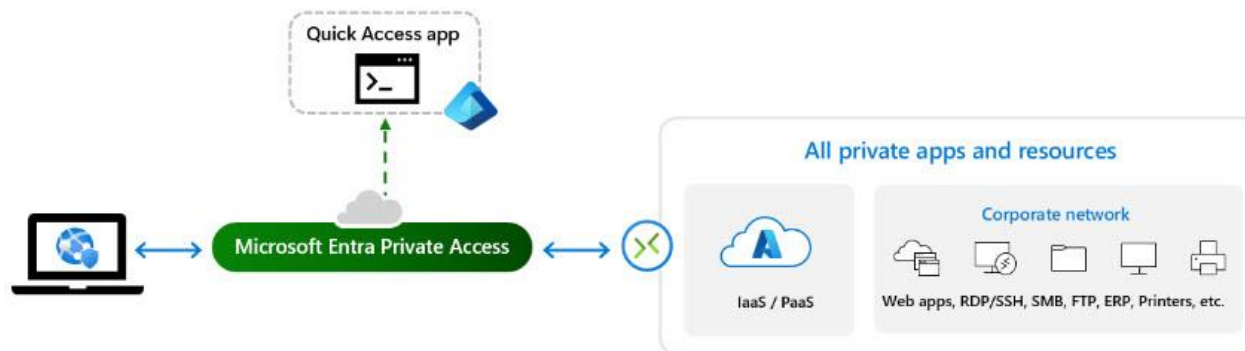 Quick Access app
All private apps and resources
Microsoft Entra Private Access
Corporate network
IaaS / PaaS
Web apps, RDP/SSH, SMB, FTP, ERP, Printers, etc.